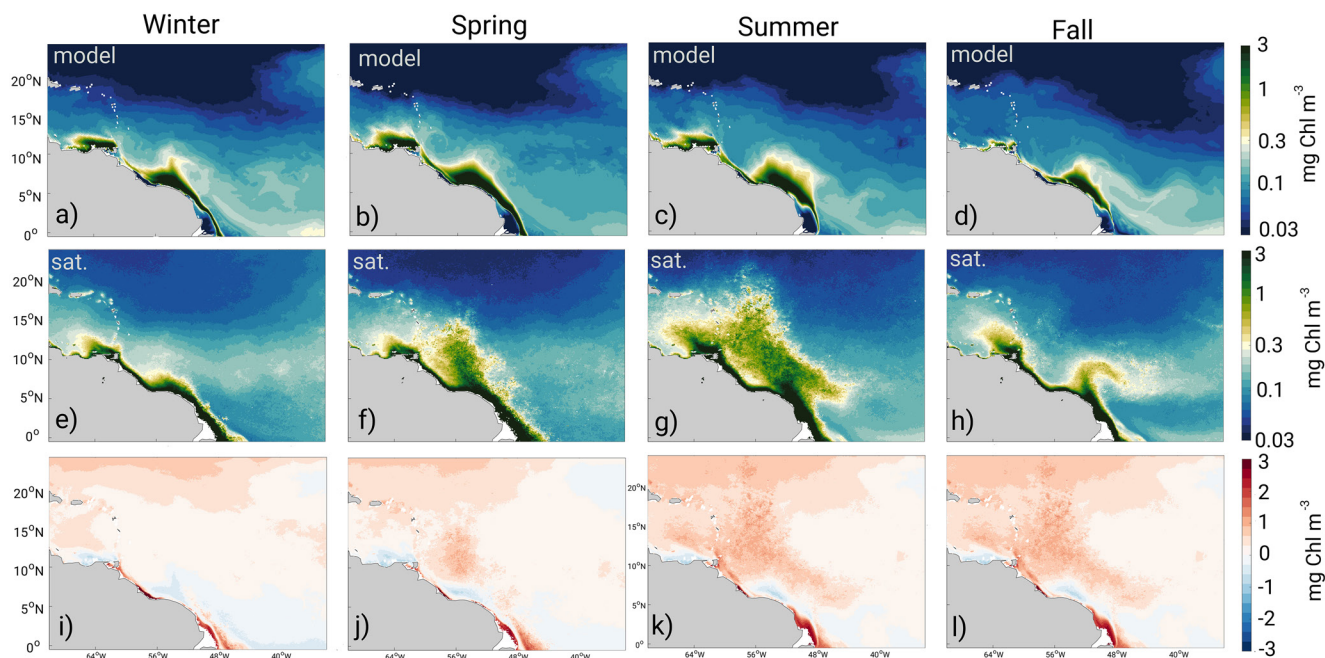 Winter Spring Summer Fall
model model model model
20°N
15°N
10°N
5°N
0°
a) b) c) d)
3
1
0.3
0.1
0.03
mg Chl m⁻³
sat. sat. sat. sat.
20°N
15°N
10°N
5°N
0°
e) f) g) h)
3
1
0.3
0.1
0.03
mg Chl m⁻³
20°N
15°N
10°N
5°N
0°
20°N
15°N
10°N
5°N
0°
i) j) k) l)
3
2
1
0
-1
-2
-3
mg Chl m⁻³
64°W 56°W 48°W 40°W 64°W 56°W 48°W 40°W 64°W 56°W 48°W 40°W 64°W 56°W 48°W 40°W